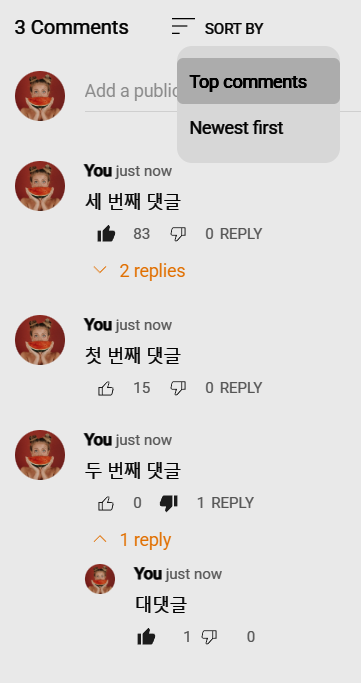 3 Comments SORT BY
Top comments
Add a public
Newest first
You just now
세 번째 댓글
83 0 REPLY
2 replies
You just now
첫 번째 댓글
15 0 REPLY
You just now
두 번째 댓글
0 1 REPLY
1 reply
You just now
대댓글
1 0